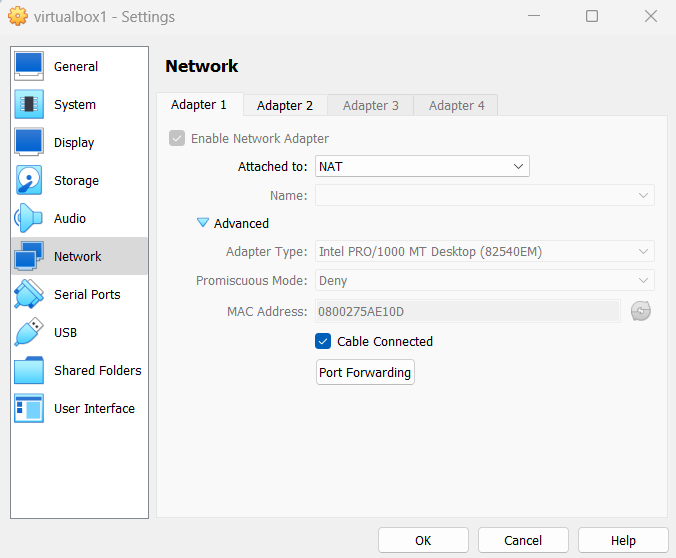 virtualbox1 - Settings
General
System
Display
Storage
Audio
Network
Serial Ports
USB
Shared Folders
User Interface
Network
Adapter 1 Adapter 2 Adapter 3 Adapter 4
Enable Network Adapter
Attached to: NAT
Name:
Advanced
Adapter Type: Intel PRO/1000 MT Desktop (82540EM)
Promiscuous Mode: Deny
MAC Address: 0800275AE10D
Cable Connected
Port Forwarding
OK Cancel Help